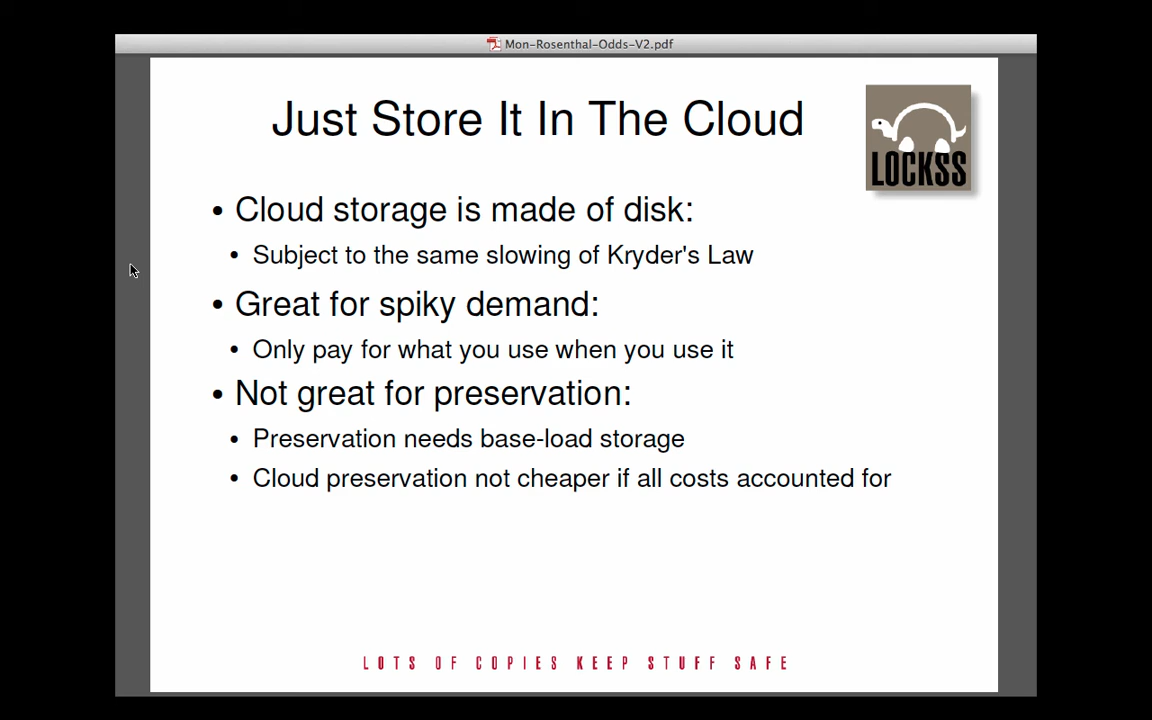 Mon-Rosenthal-Odds-V2.pdf
Just Store It In The Cloud
LOCKSS
• Cloud storage is made of disk:
• Subject to the same slowing of Kryder's Law
• Great for spiky demand:
• Only pay for what you use when you use it
• Not great for preservation:
• Preservation needs base-load storage
• Cloud preservation not cheaper if all costs accounted for
LOTS OF COPIES KEEP STUFF SAFE